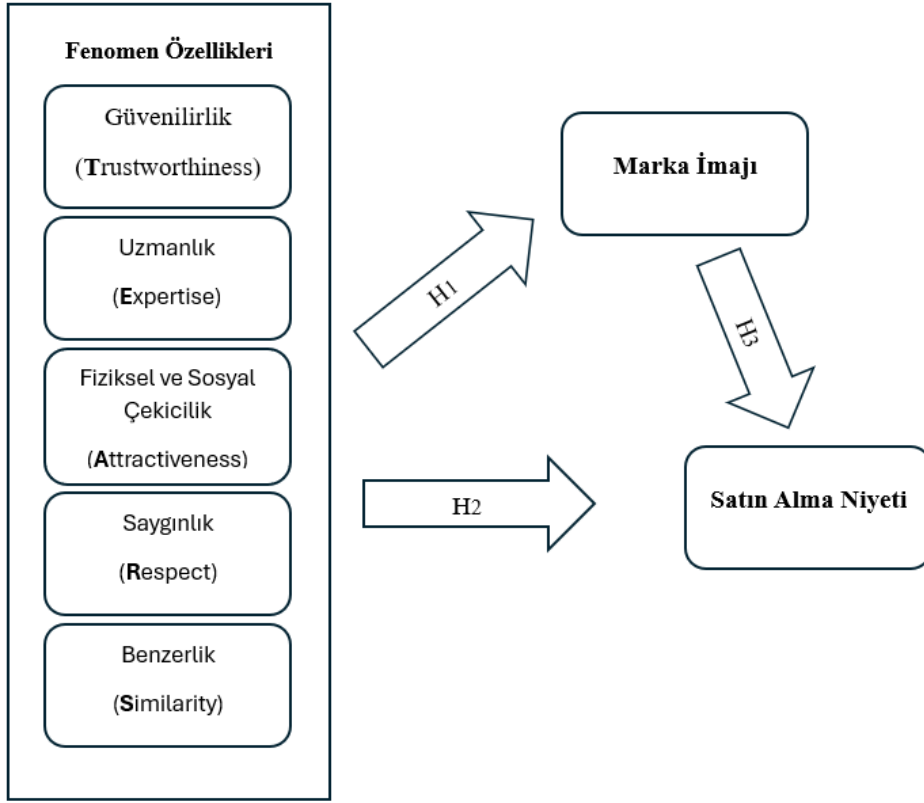 Fenomen Özellikleri
Güvenilirlik
(Trustworthiness)
Uzmanlık
(Expertise)
Fiziksel ve Sosyal
Çekicilik
(Attractiveness)
Saygınlık
(Respect)
Benzerlik
(Similarity)
Marka İmajı
H1
H3
H2
Satın Alma Niyeti